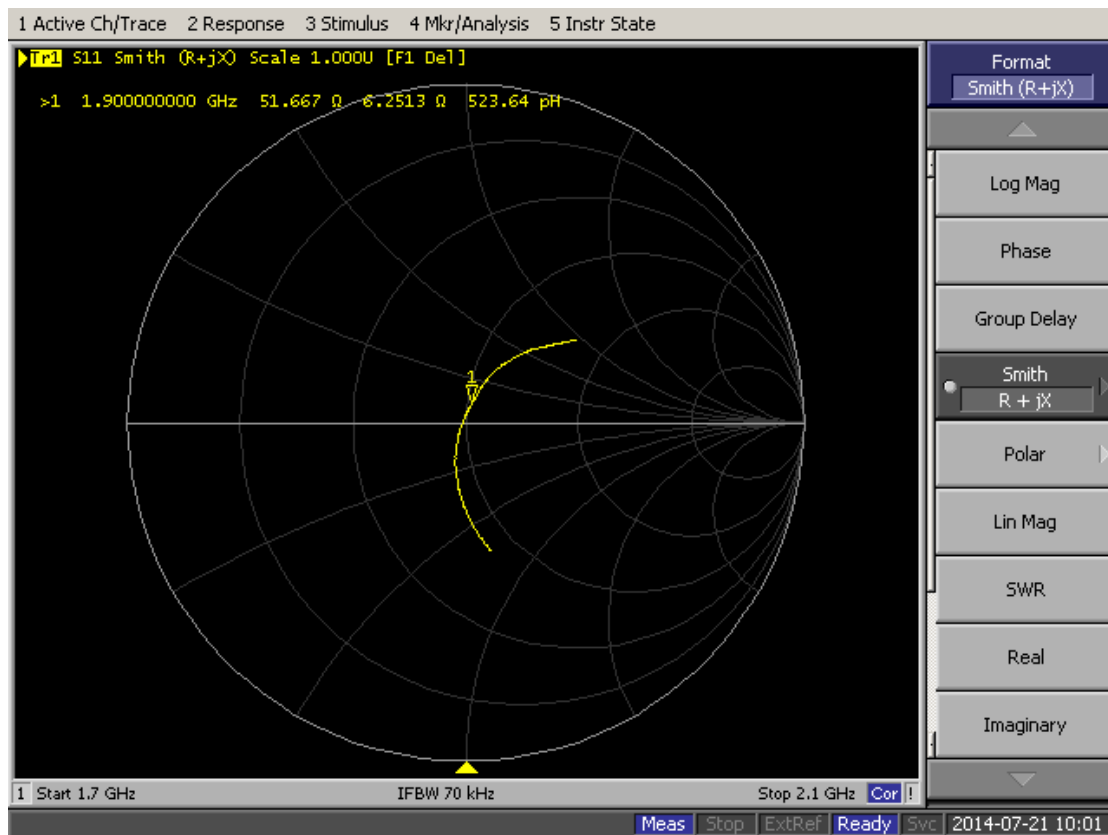 1 Active Ch/Trace 2 Response 3 Stimulus 4 Mkr/Analysis 5 Instr State
Tr1 S11 Smith (R+jX) Scale 1.000U [F1 Del]
>1 1.900000000 GHz 51.667 Ω 6.2513 Ω 523.64 pH
1
Format
Smith (R+jX)
Log Mag
Phase
Group Delay
Smith
R + jX
Polar
Lin Mag
SWR
Real
Imaginary
1 Start 1.7 GHz IFBW 70 kHz Stop 2.1 GHz Cor !
Meas Stop ExtRef Ready Svc 2014-07-21 10:01